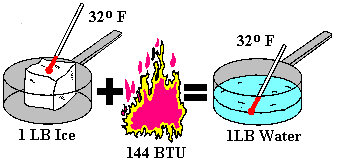 32º F
32º F
1 LB Ice
+
=
144 BTU
1LB Water